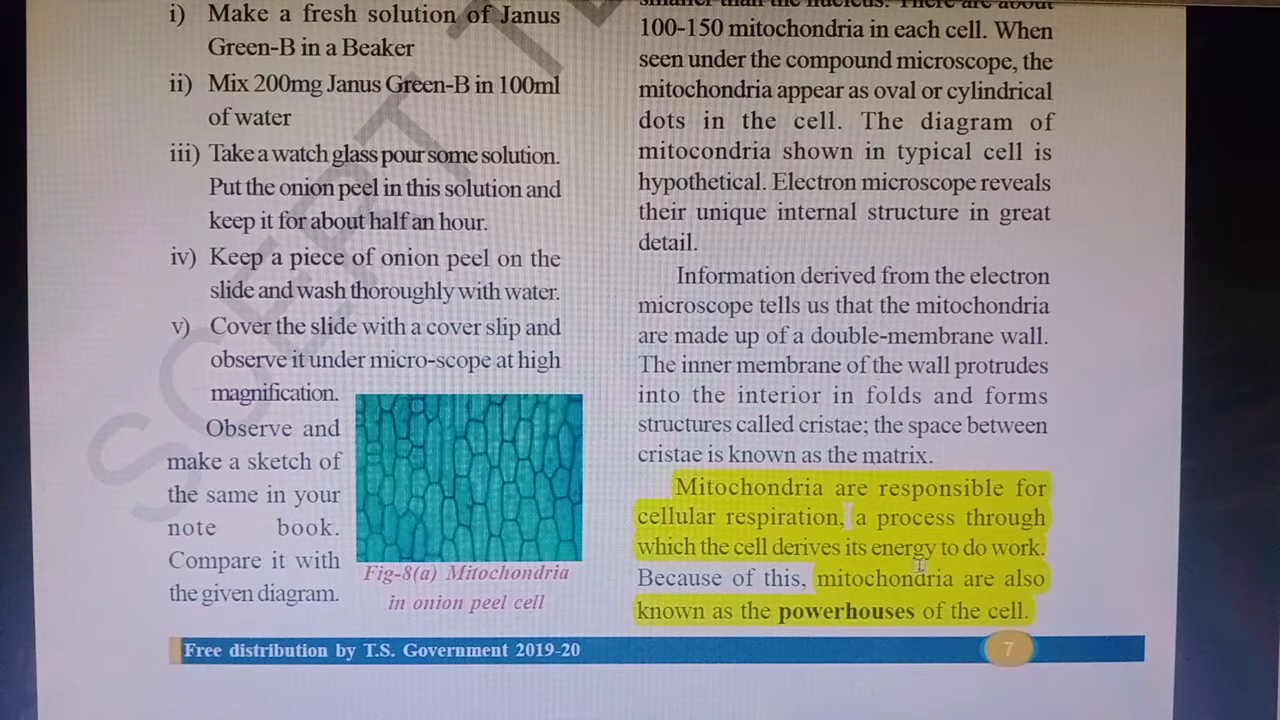 i) Make a fresh solution of Janus
Green-B in a Beaker
ii) Mix 200mg Janus Green-B in 100ml
of water
iii) Take a watch glass pour some solution.
Put the onion peel in this solution and
keep it for about half an hour.
iv) Keep a piece of onion peel on the
slide and wash thoroughly with water.
v) Cover the slide with a cover slip and
observe it under micro-scope at high
magnification.
Observe and
make a sketch of
the same in your
note book.
Compare it with
the given diagram.
Fig-8(a) Mitochondria
in onion peel cell
smaller than the nucleus. There are about
100-150 mitochondria in each cell. When
seen under the compound microscope, the
mitochondria appear as oval or cylindrical
dots in the cell. The diagram of
mitocondria shown in typical cell is
hypothetical. Electron microscope reveals
their unique internal structure in great
detail.
Information derived from the electron
microscope tells us that the mitochondria
are made up of a double-membrane wall.
The inner membrane of the wall protrudes
into the interior in folds and forms
structures called cristae; the space between
cristae is known as the matrix.
Mitochondria are responsible for
cellular respiration, a process through
which the cell derives its energy to do work.
Because of this, mitochondria are also
known as the powerhouses of the cell.
Free distribution by T.S. Government 2019-20
7
SCERT TE